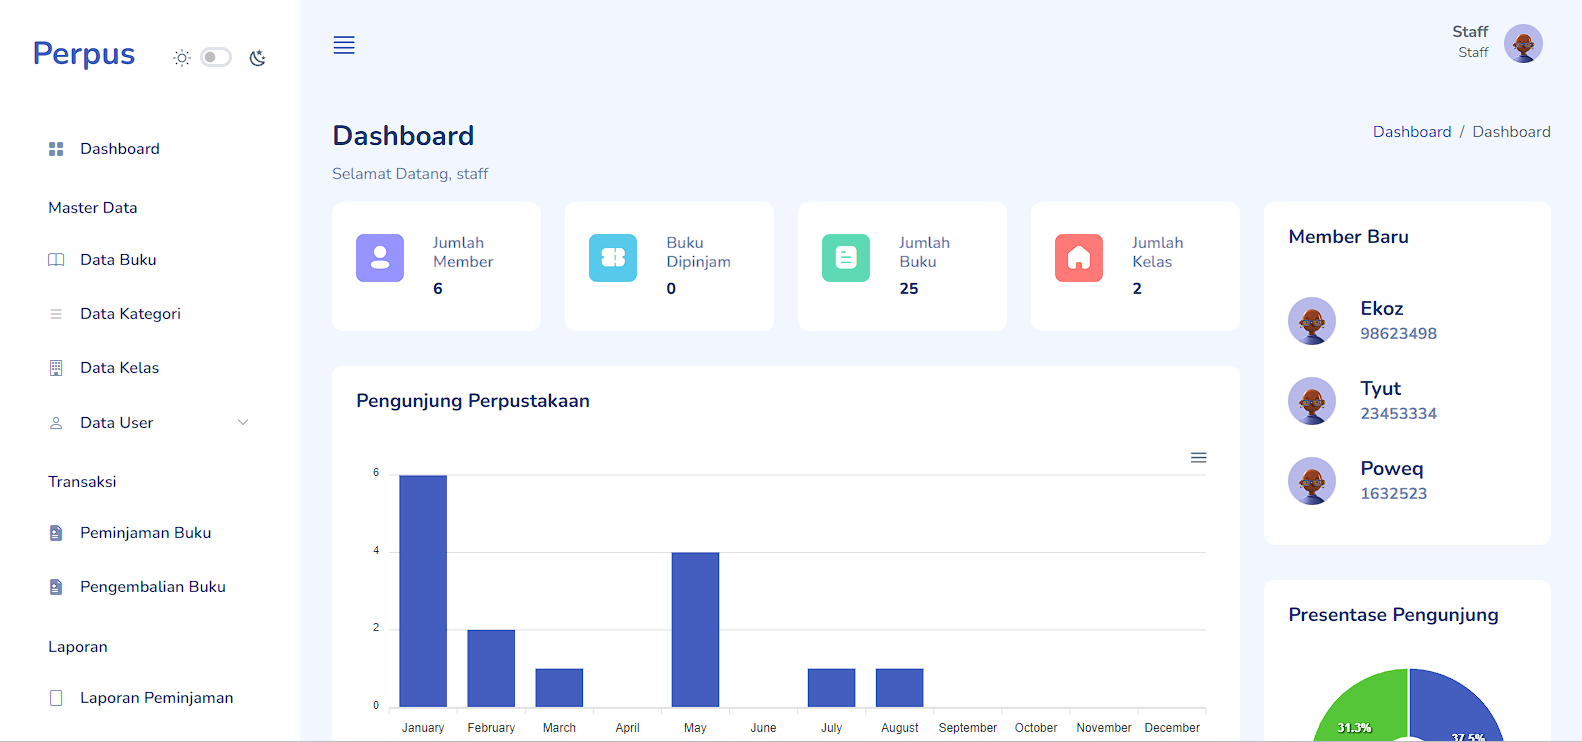 Perpus
Dashboard
Master Data
Data Buku
Data Kategori
Data Kelas
Data User
Transaksi
Peminjaman Buku
Pengembalian Buku
Laporan
Laporan Peminjaman
Staff
Staff
Dashboard
Dashboard / Dashboard
Selamat Datang, staff
Jumlah
Member
6
Buku
Dipinjam
0
Jumlah
Buku
25
Jumlah
Kelas
2
Pengunjung Perpustakaan
6
4
2
0
January February March April May June July August September October November December
Member Baru
Ekoz
98623498
Tyut
23453334
Poweq
1632523
Presentase Pengunjung
31.3%
37.5%